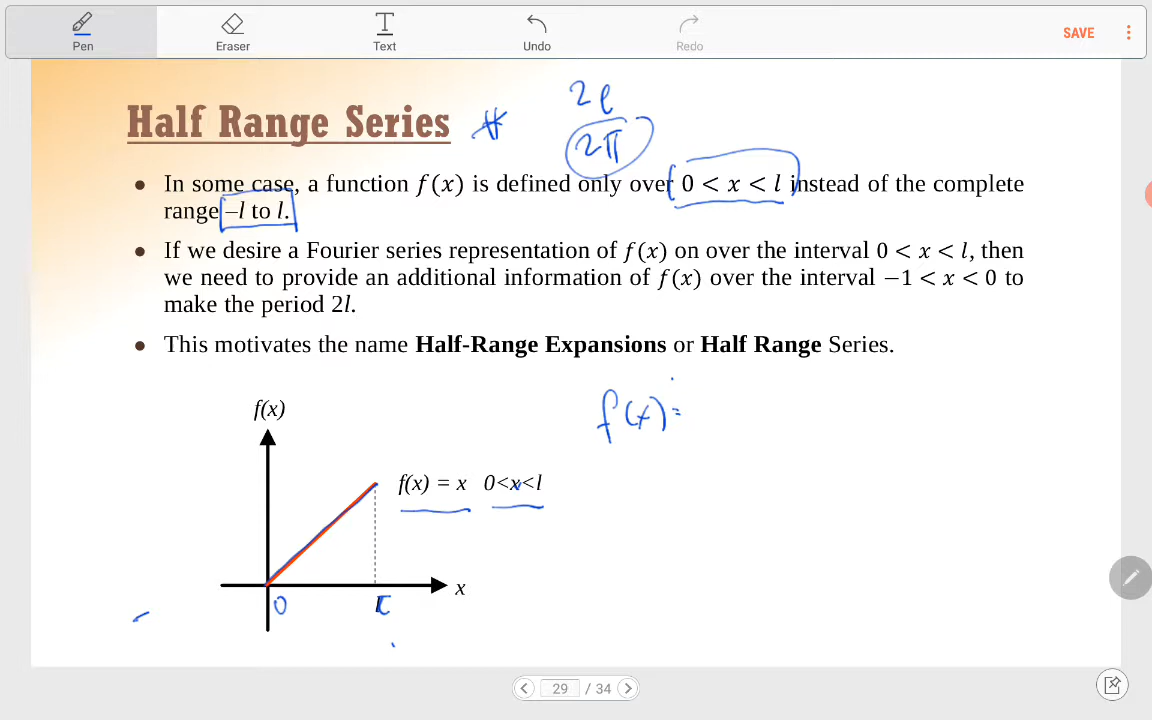 Pen
Eraser
Text
Undo
Redo
SAVE
Half Range Series
2l
2π
● In some case, a function f(x) is defined only over 0 < x < l instead of the complete
range –l to l.
● If we desire a Fourier series representation of f(x) on over the interval 0 < x < l, then
we need to provide an additional information of f(x) over the interval −1 < x < 0 to
make the period 2l.
● This motivates the name Half-Range Expansions or Half Range Series.
f(x)=
f(x)
f(x) = x 0<x<l
x
0
l
29 / 34